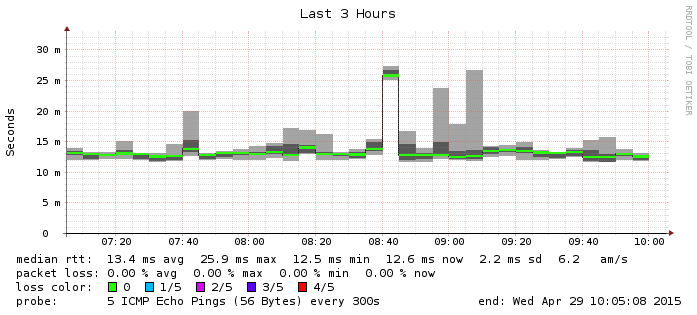 Last 3 Hours
RRDTOOL / TOBI OETIKER
Seconds
30 m
25 m
20 m
15 m
10 m
5 m
0
07:20 07:40 08:00 08:20 08:40 09:00 09:20 09:40 10:00
median rtt: 13.4 ms avg 25.9 ms max 12.5 ms min 12.6 ms now 2.2 ms sd 6.2 am/s
packet loss: 0.00 % avg 0.00 % max 0.00 % min 0.00 % now
loss color: 0 1/5 2/5 3/5 4/5
probe: 5 ICMP Echo Pings (56 Bytes) every 300s end: Wed Apr 29 10:05:08 2015